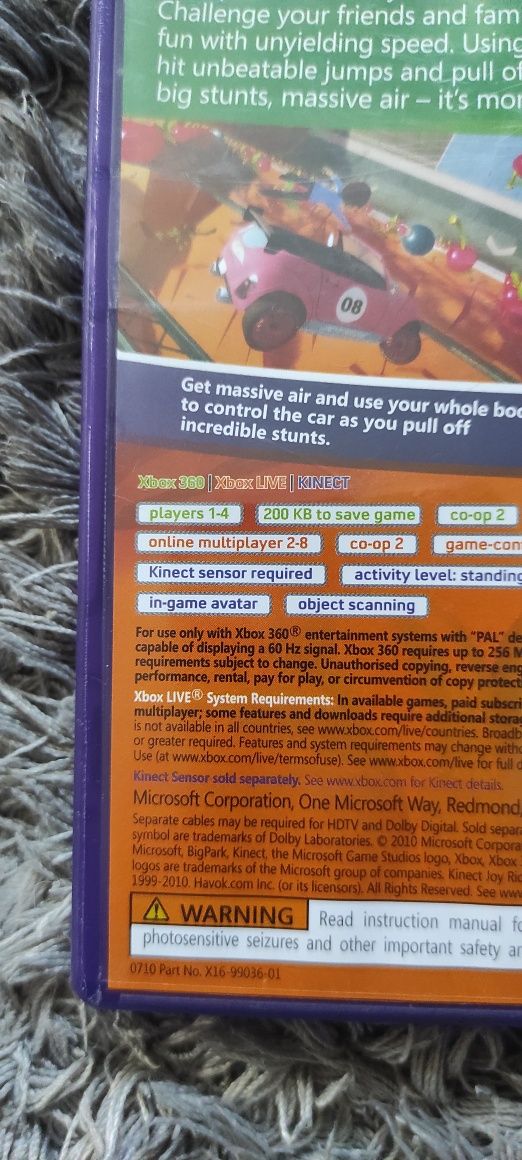 Challenge your friends and fam
fun with unyielding speed. Using
hit unbeatable jumps and pull of
big stunts, massive air – it's mor
08
Get massive air and use your whole bod
to control the car as you pull off
incredible stunts.
Xbox 360 | Xbox LIVE | KINECT
players 1-4 200 KB to save game co-op 2
online multiplayer 2-8 co-op 2 game-con
Kinect sensor required activity level: standing
in-game avatar object scanning
For use only with Xbox 360® entertainment systems with "PAL" de
capable of displaying a 60 Hz signal. Xbox 360 requires up to 256 M
requirements subject to change. Unauthorised copying, reverse eng
performance, rental, pay for play, or circumvention of copy protect
Xbox LIVE® System Requirements: In available games, paid subscri
multiplayer; some features and downloads require additional stora
is not available in all countries, see www.xbox.com/live/countries. Broadb
or greater required. Features and system requirements may change witho
Use (at www.xbox.com/live/termsofuse). See www.xbox.com/live for full d
Kinect Sensor sold separately. See www.xbox.com for Kinect details.
Microsoft Corporation, One Microsoft Way, Redmond,
Separate cables may be required for HDTV and Dolby Digital. Sold separ
symbol are trademarks of Dolby Laboratories. © 2010 Microsoft Corpora
Microsoft, BigPark, Kinect, the Microsoft Game Studios logo, Xbox, Xbox
logos are trademarks of the Microsoft group of companies. Kinect Joy Rid
1999-2010. Havok.com Inc. (or its licensors). All Rights Reserved. See www
WARNING Read instruction manual fo
photosensitive seizures and other important safety an
0710 Part No. X16-99036-01